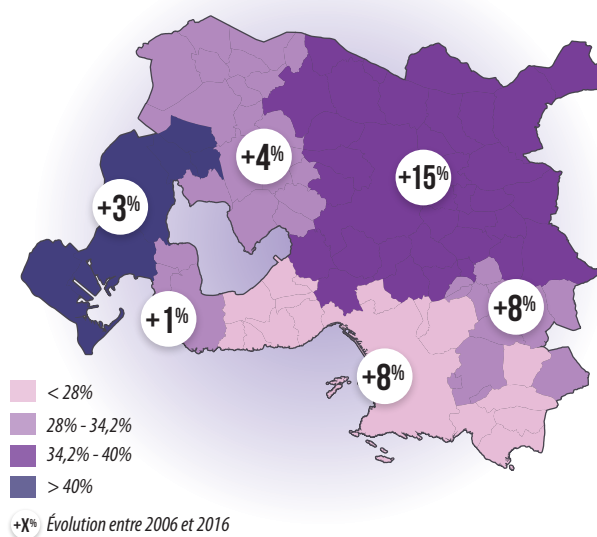 +4%
+15%
+3%
+8%
+1%
+8%
< 28%
28% - 34,2%
34,2% - 40%
> 40%
+X% Évolution entre 2006 et 2016